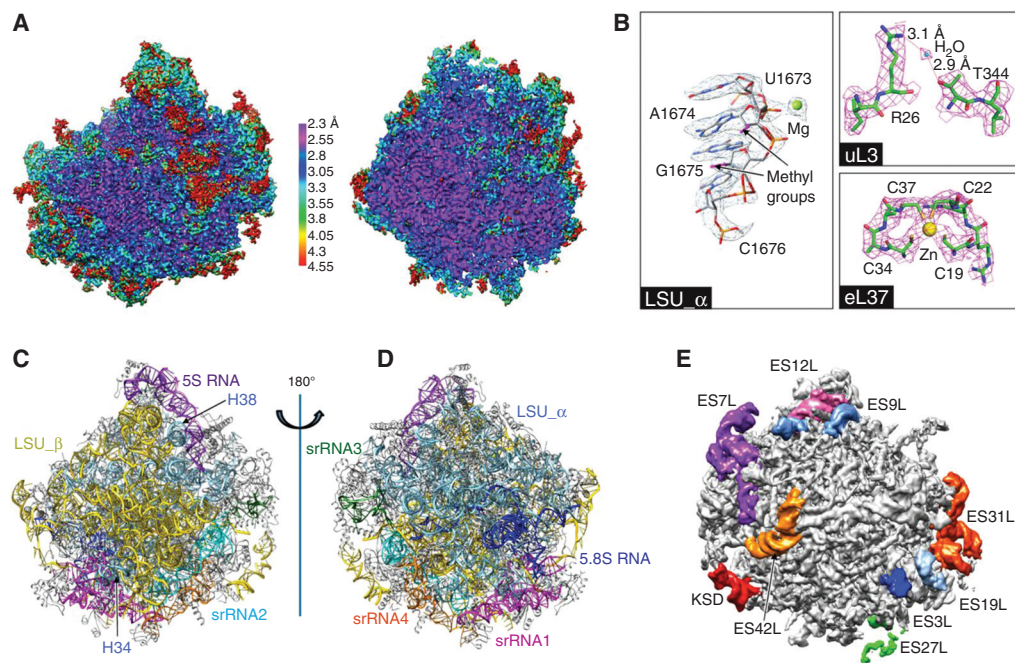 A
2.3 Å
2.55
2.8
3.05
3.3
3.55
3.8
4.05
4.3
4.55
B
U1673
A1674
Mg
G1675
Methyl
groups
C1676
LSU_α
3.1 Å
H2O
2.9 Å
T344
R26
uL3
C37
C22
C34
Zn
C19
eL37
C
5S RNA
H38
LSU_β
srRNA2
H34
180°
D
LSU_α
srRNA3
5.8S RNA
srRNA4
srRNA1
E
ES12L
ES7L
ES9L
ES31L
KSD
ES19L
ES3L
ES42L
ES27L